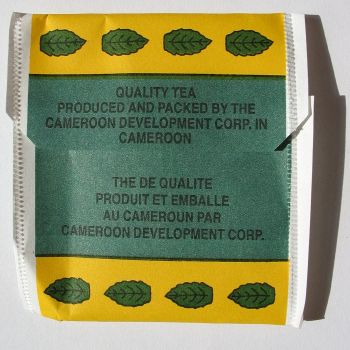 QUALITY TEA
PRODUCED AND PACKED BY THE
CAMEROON DEVELOPMENT CORP. IN
CAMEROON
THE DE QUALITE
PRODUIT ET EMBALLE
AU CAMEROUN PAR
CAMEROON DEVELOPMENT CORP.